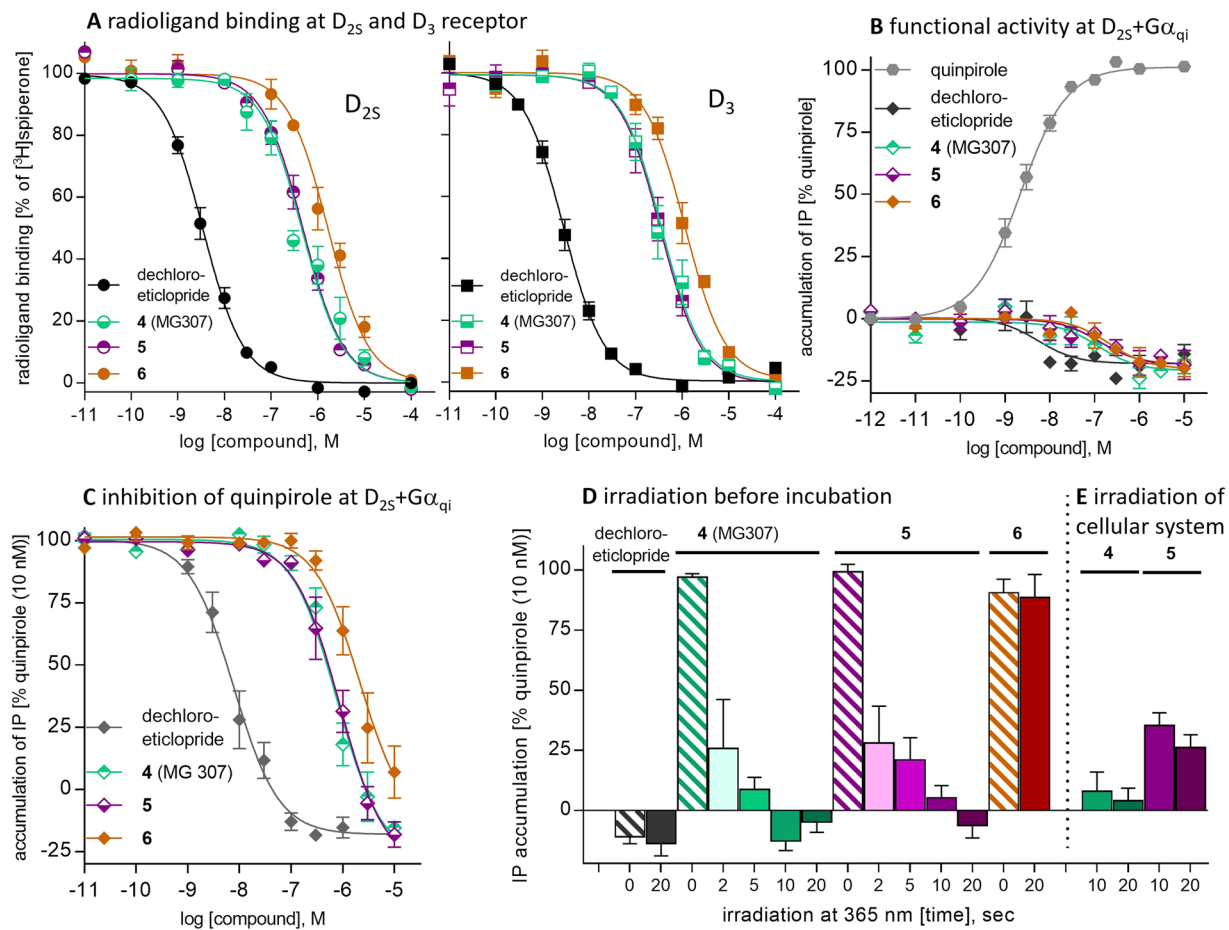 A radioligand binding at D2S and D3 receptor
radioligand binding [% of [3H]spiperone]
100
80
60
40
20
0
D2S
dechloro-
eticlopride
4 (MG307)
5
6
-11 -10 -9 -8 -7 -6 -5 -4
log [compound], M
D3
dechloro-
eticlopride
4 (MG307)
5
6
-11 -10 -9 -8 -7 -6 -5 -4
log [compound], M
B functional activity at D2S+Gαqi
accumulation of IP [% quinpirole]
100
75
50
25
0
-25
quinpirole
dechloro-
eticlopride
4 (MG307)
5
6
-12 -11 -10 -9 -8 -7 -6 -5
log [compound], M
C inhibition of quinpirole at D2S+Gαqi
accumulation of IP [% quinpirole (10 nM)]
100
75
50
25
0
-25
dechloro-
eticlopride
4 (MG 307)
5
6
-11 -10 -9 -8 -7 -6 -5
log [compound], M
D irradiation before incubation
dechloro-
eticlopride
4 (MG307)
5
6
IP accumulation [% quinpirole (10 nM)]
100
75
50
25
0
0 20 0 2 5 10 20 0 2 5 10 20 0 20
E irradiation of
cellular system
4 5
10 20 10 20
irradiation at 365 nm [time], sec